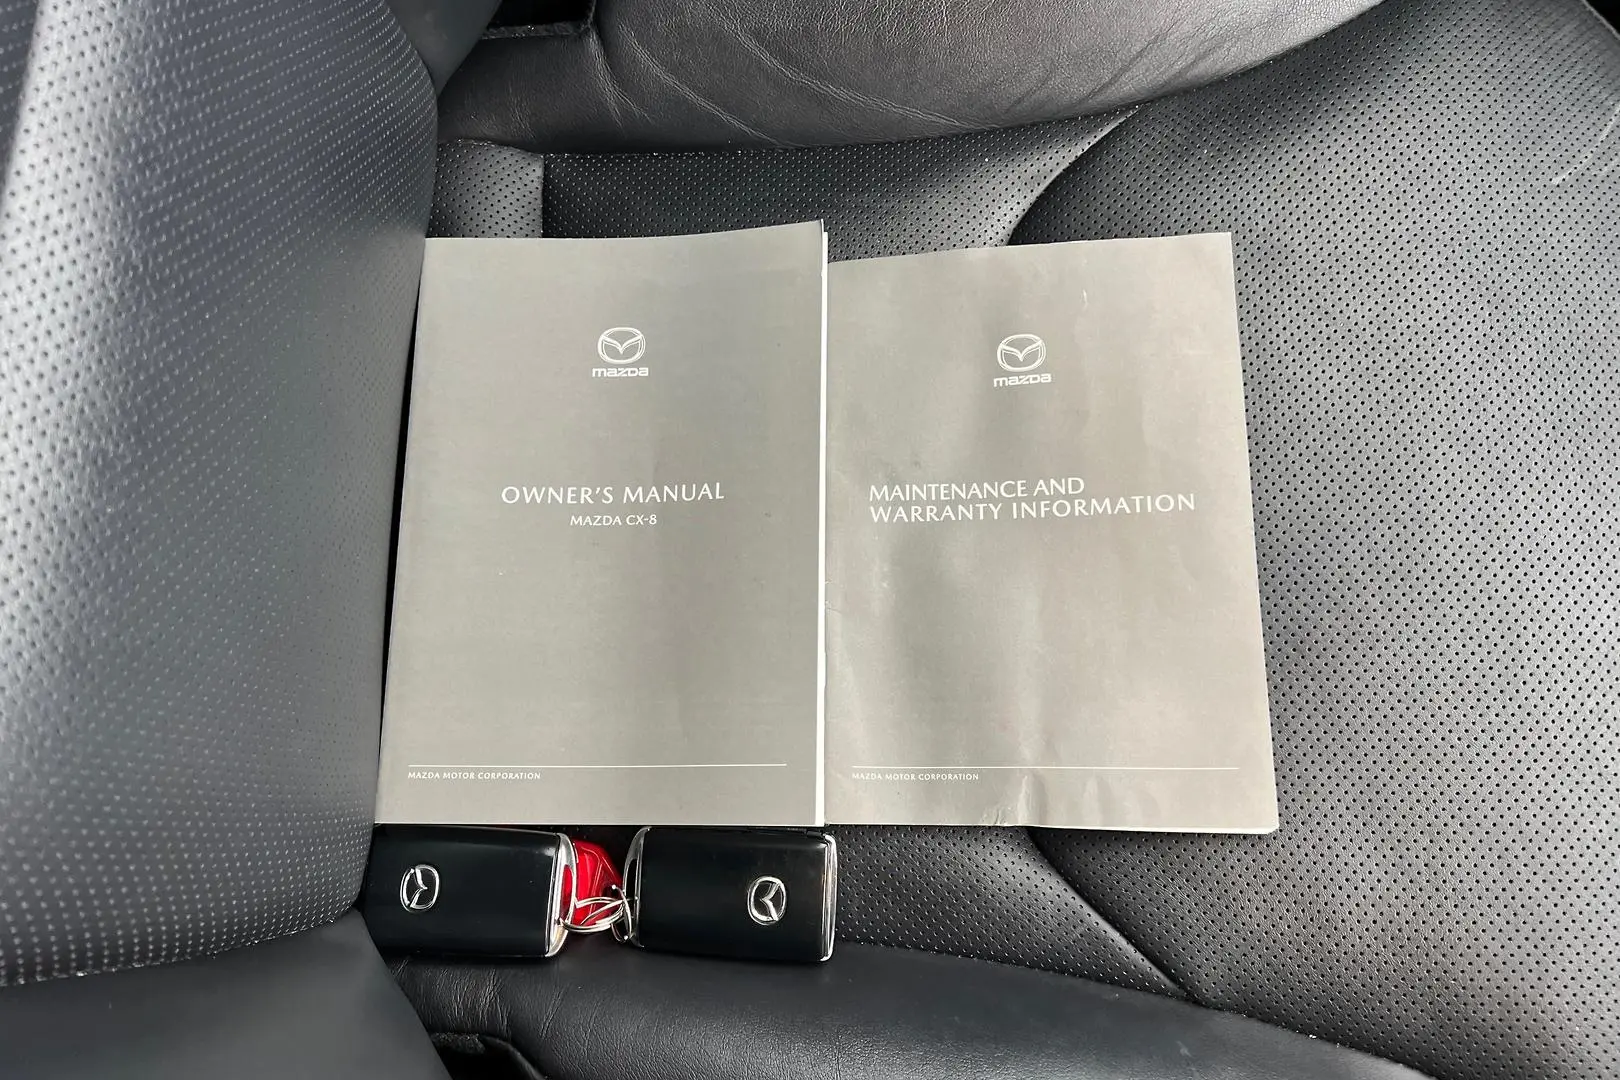 mazda
OWNER'S MANUAL
MAZDA CX-8
MAZDA MOTOR CORPORATION
mazda
MAINTENANCE AND
WARRANTY INFORMATION
MAZDA MOTOR CORPORATION